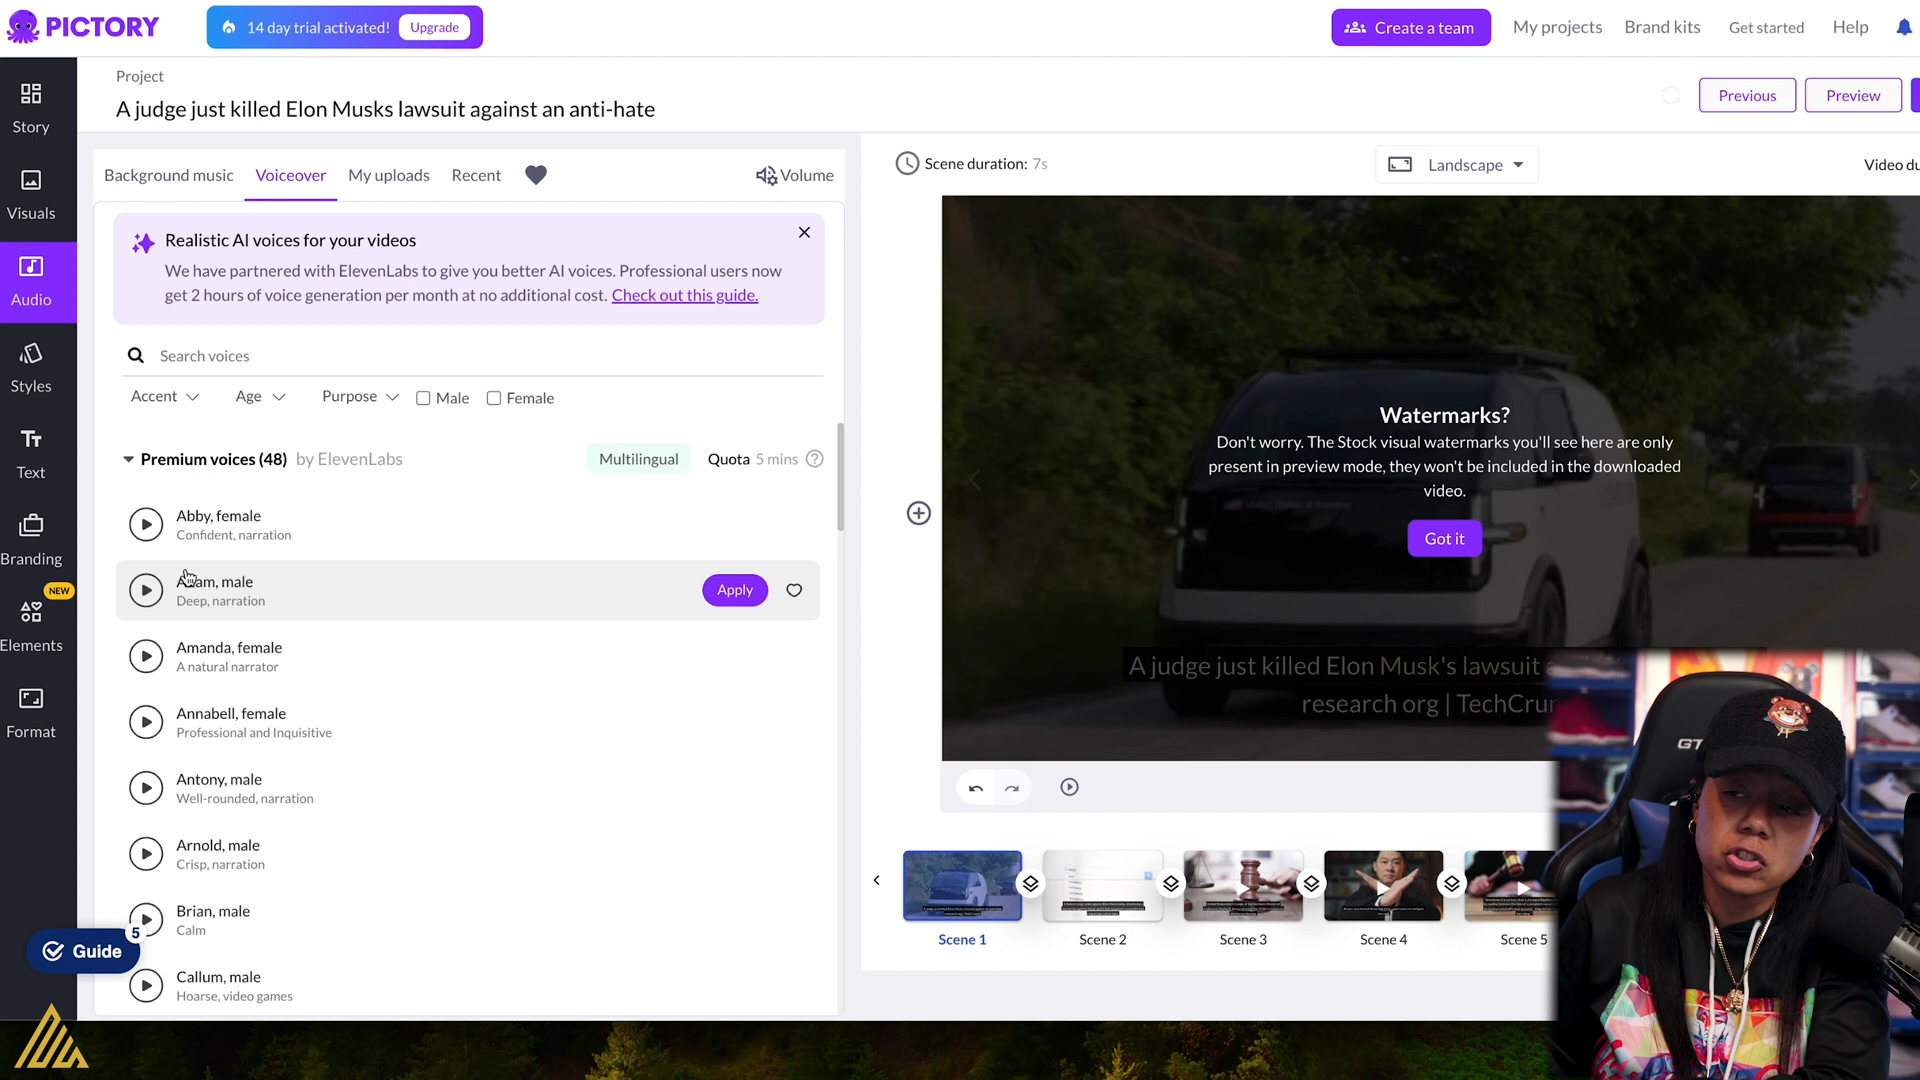 PICTORY
14 day trial activated!
Upgrade
Create a team
My projects
Brand kits
Get started
Help
Project
A judge just killed Elon Musks lawsuit against an anti-hate
Previous
Preview
Story
Visuals
Audio
Styles
Text
Branding
NEW
Elements
Format
Background music
Voiceover
My uploads
Recent
Volume
Realistic AI voices for your videos
We have partnered with ElevenLabs to give you better AI voices. Professional users now
get 2 hours of voice generation per month at no additional cost. Check out this guide.
Search voices
Accent
Age
Purpose
Male
Female
Premium voices (48) by ElevenLabs
Multilingual
Quota 5 mins
Abby, female
Confident, narration
Adam, male
Deep, narration
Apply
Amanda, female
A natural narrator
Annabell, female
Professional and Inquisitive
Antony, male
Well-rounded, narration
Arnold, male
Crisp, narration
Brian, male
Calm
Callum, male
Hoarse, video games
5
Guide
Scene duration: 7s
Landscape
Video du
Watermarks?
Don't worry. The Stock visual watermarks you'll see here are only
present in preview mode, they won't be included in the downloaded
video.
Got it
A judge just killed Elon Musk's lawsuit a
research org | TechCrun
Scene 1
Scene 2
Scene 3
Scene 4
Scene 5
GT